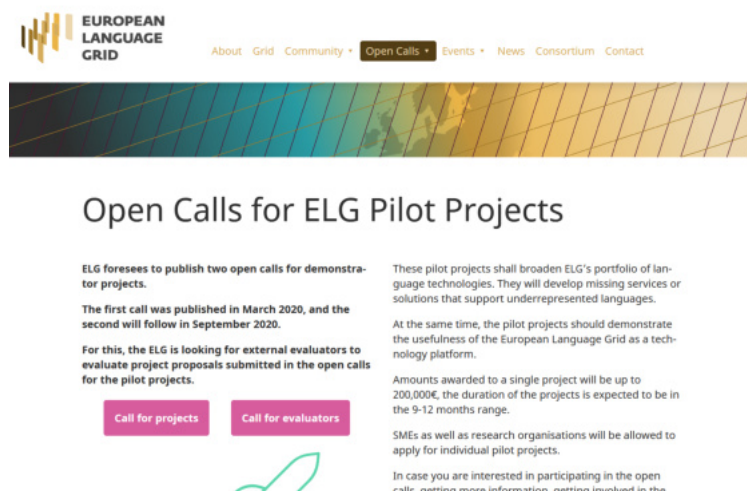 EUROPEAN
LANGUAGE
GRID
About Grid Community Open Calls Events News Consortium Contact
Open Calls for ELG Pilot Projects
ELG foresees to publish two open calls for demonstra-
tor projects.
The first call was published in March 2020, and the
second will follow in September 2020.
For this, the ELG is looking for external evaluators to
evaluate project proposals submitted in the open calls
for the pilot projects.
Call for projects Call for evaluators
These pilot projects shall broaden ELG's portfolio of lan-
guage technologies. They will develop missing services or
solutions that support underrepresented languages.
At the same time, the pilot projects should demonstrate
the usefulness of the European Language Grid as a tech-
nology platform.
Amounts awarded to a single project will be up to
200,000€, the duration of the projects is expected to be in
the 9-12 months range.
SMEs as well as research organisations will be allowed to
apply for individual pilot projects.
In case you are interested in participating in the open
calls, getting more information, getting involved in the